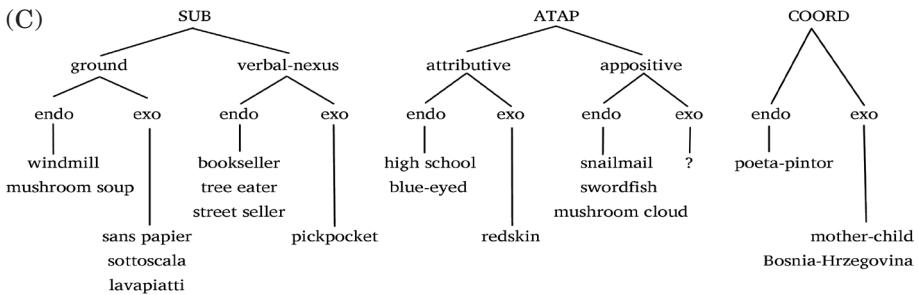 (C) SUB ATAP COORD
ground verbal-nexus attributive appositive
endo exo endo exo endo exo endo exo endo exo
windmill bookseller high school snailmail ? poeta-pintor
mushroom soup tree eater blue-eyed swordfish
street seller mushroom cloud
sans papier pickpocket redskin mother-child
sottoscala Bosnia-Hrzegovina
lavapiatti